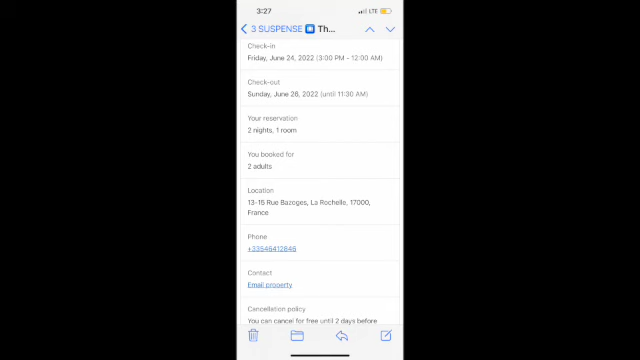 3:27 LTE
3 SUSPENSE Th...
Check-in
Friday, June 24, 2022 (3:00 PM - 12:00 AM)
Check-out
Sunday, June 26, 2022 (until 11:30 AM)
Your reservation
2 nights, 1 room
You booked for
2 adults
Location
13-15 Rue Bazoges, La Rochelle, 17000,
France
Phone
+33546412846
Contact
Email property
Cancellation policy
You can cancel for free until 2 days before